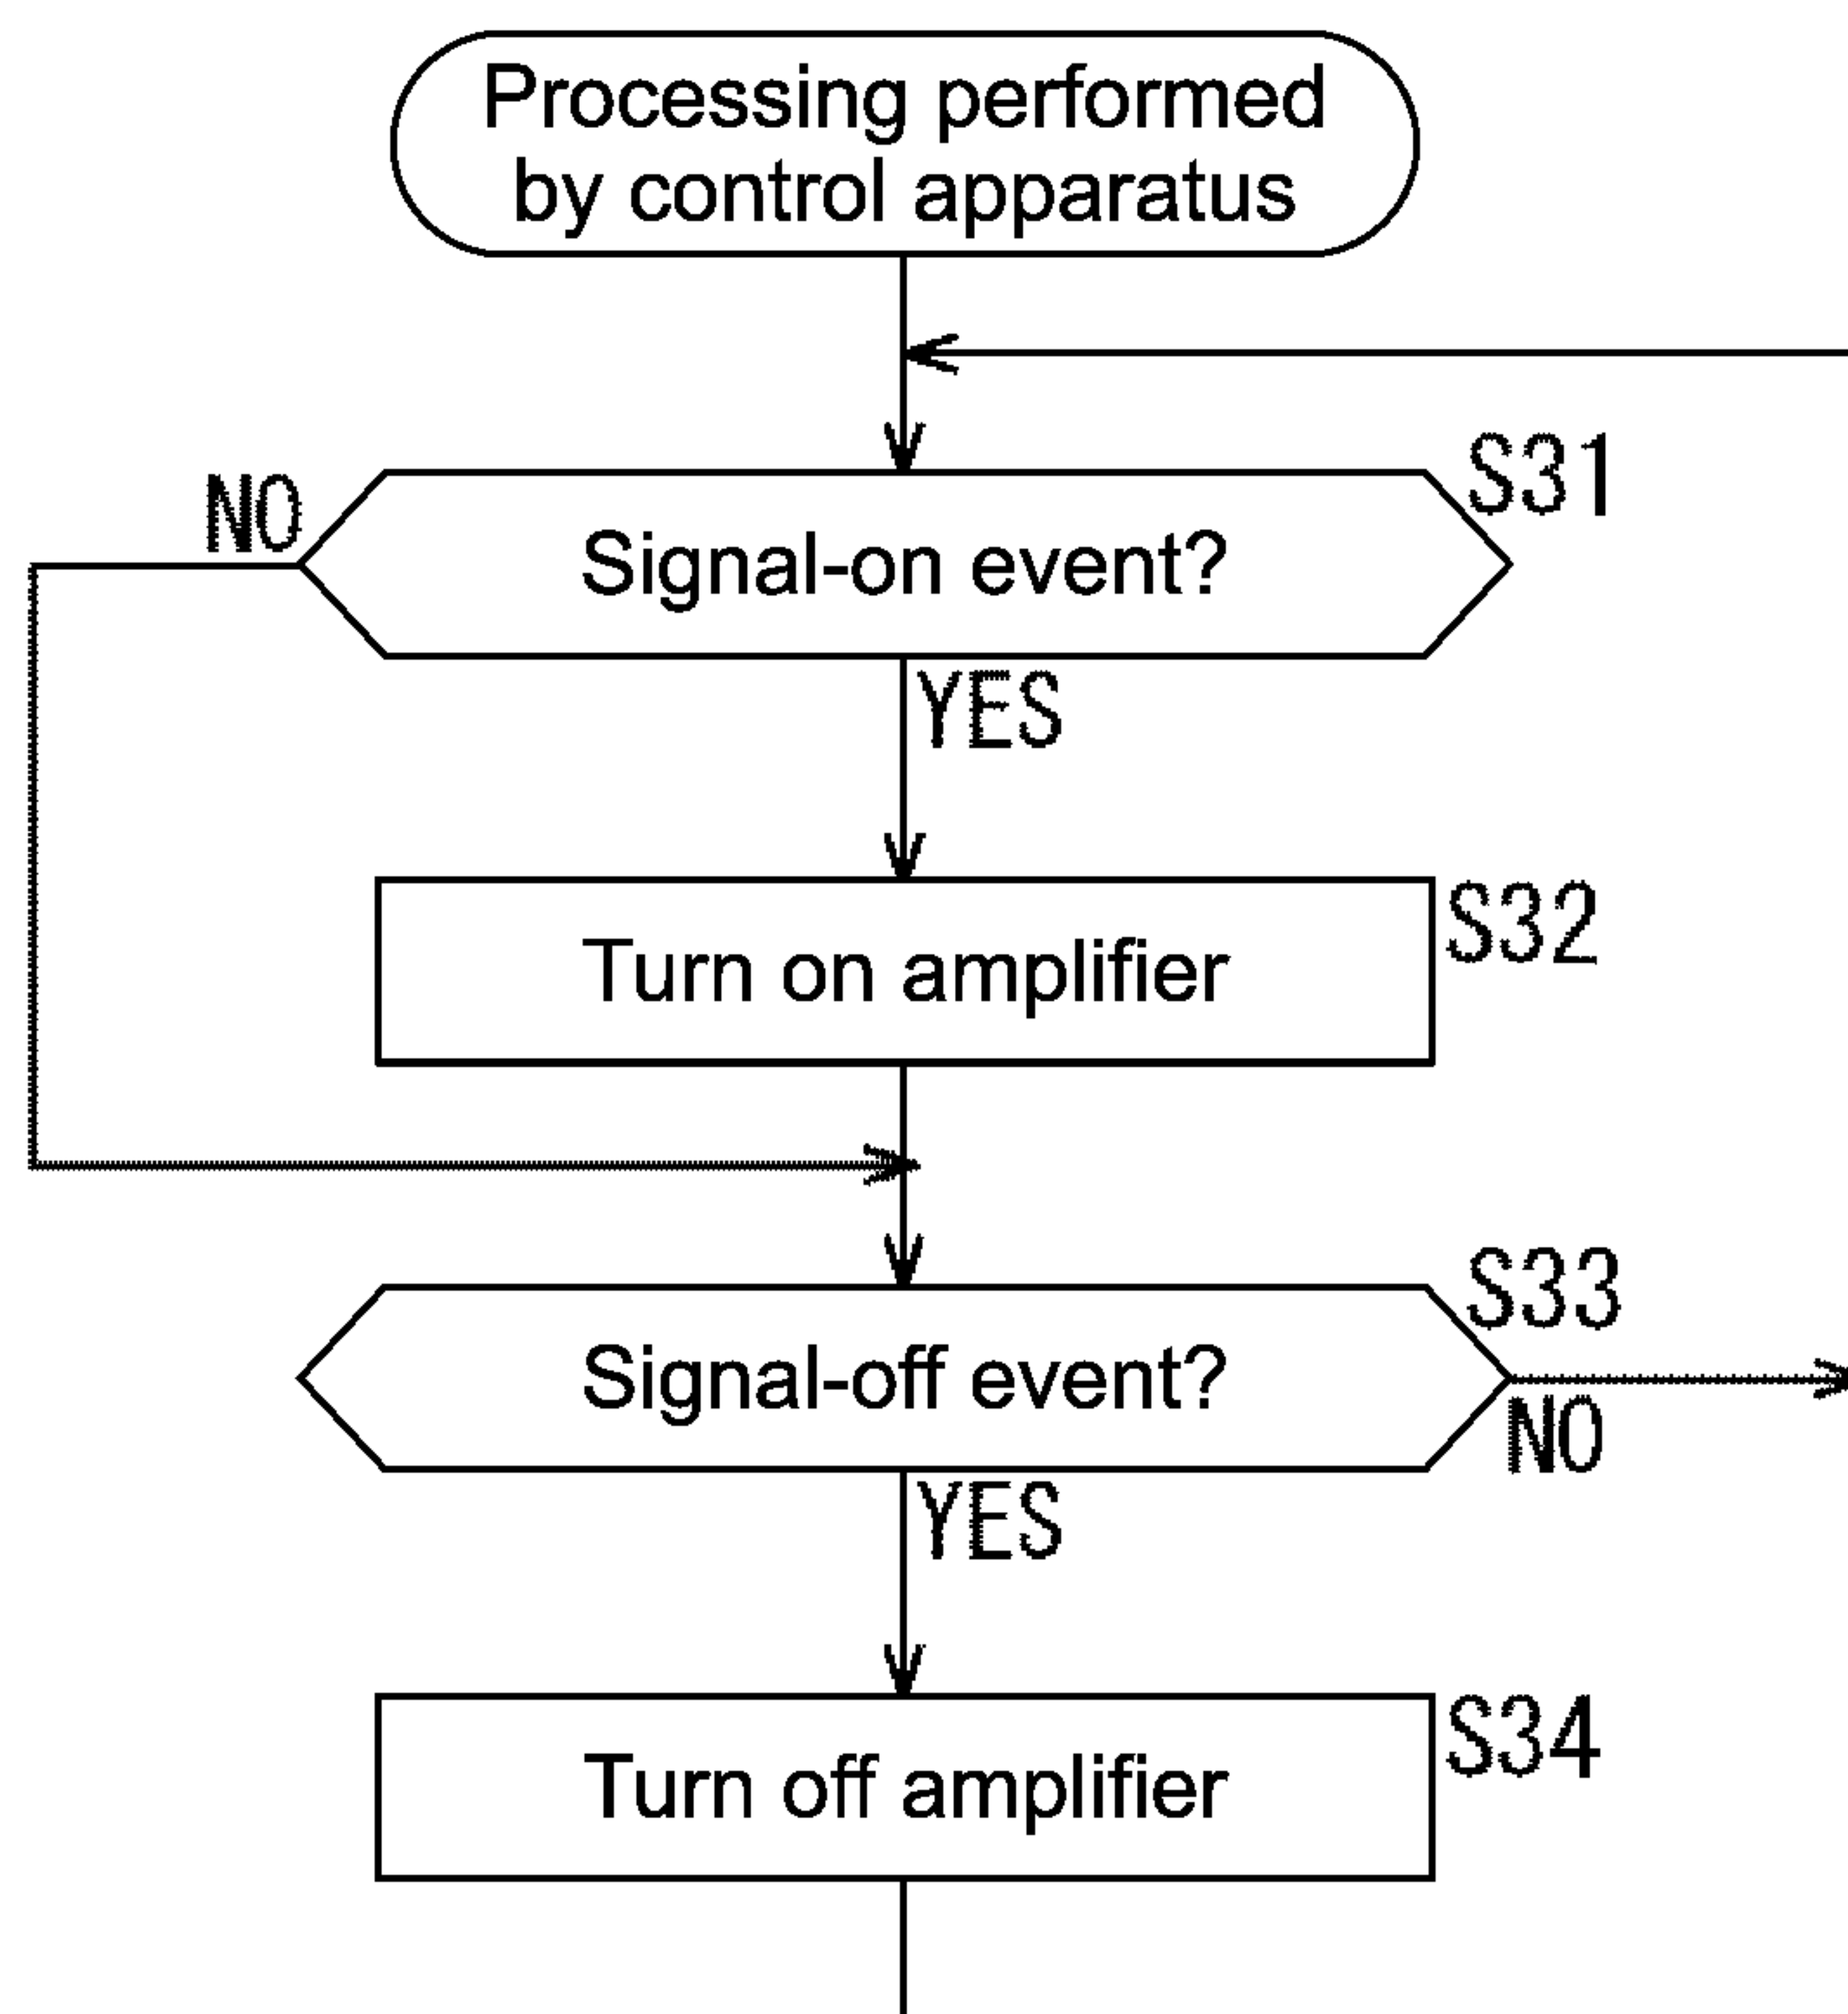 Processing performed
by control apparatus
S31
NO
Signal-on event?
YES
S32
Turn on amplifier
S33
Signal-off event?
NO
YES
S34
Turn off amplifier